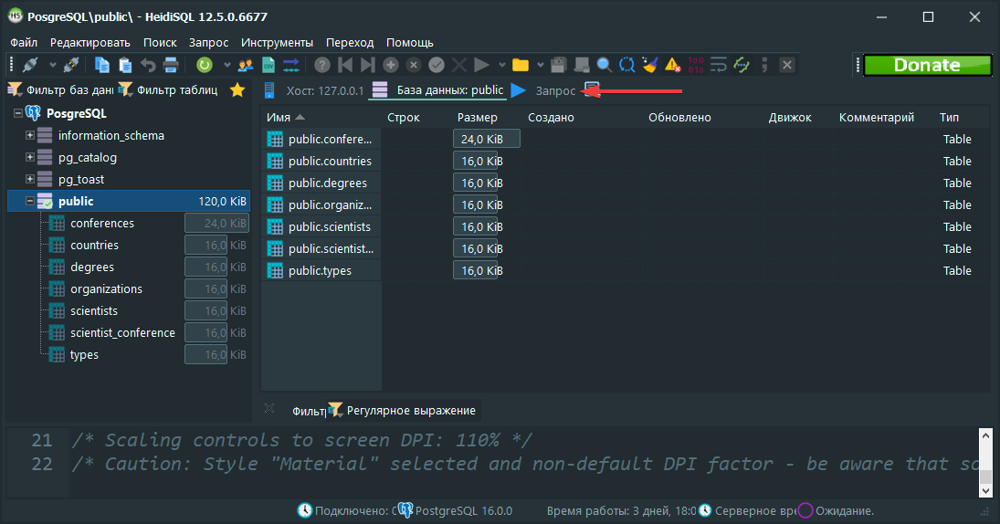 PosgreSQL\public\ - HeidiSQL 12.5.0.6677
Файл Редактировать Поиск Запрос Инструменты Переход Помощь
Donate
Фильтр баз данн Фильтр таблиц Хост: 127.0.0.1 База данных: public Запрос
PosgreSQL
information_schema
pg_catalog
pg_toast
public 120,0 KiB
conferences 24,0 KiB
countries 16,0 KiB
degrees 16,0 KiB
organizations 16,0 KiB
scientists 16,0 KiB
scientist_conference 16,0 KiB
types 16,0 KiB
Имя Строк Размер Создано Обновлено Движок Комментарий Тип
public.confere... 24,0 KiB Table
public.countries 16,0 KiB Table
public.degrees 16,0 KiB Table
public.organiz... 16,0 KiB Table
public.scientists 16,0 KiB Table
public.scientist... 16,0 KiB Table
public.types 16,0 KiB Table
Фильт Регулярное выражение
21 /* Scaling controls to screen DPI: 110% */
22 /* Caution: Style "Material" selected and non-default DPI factor - be aware that so
Подключено: 0 PostgreSQL 16.0.0 Время работы: 3 дней, 18:0 Серверное вре Ожидание.